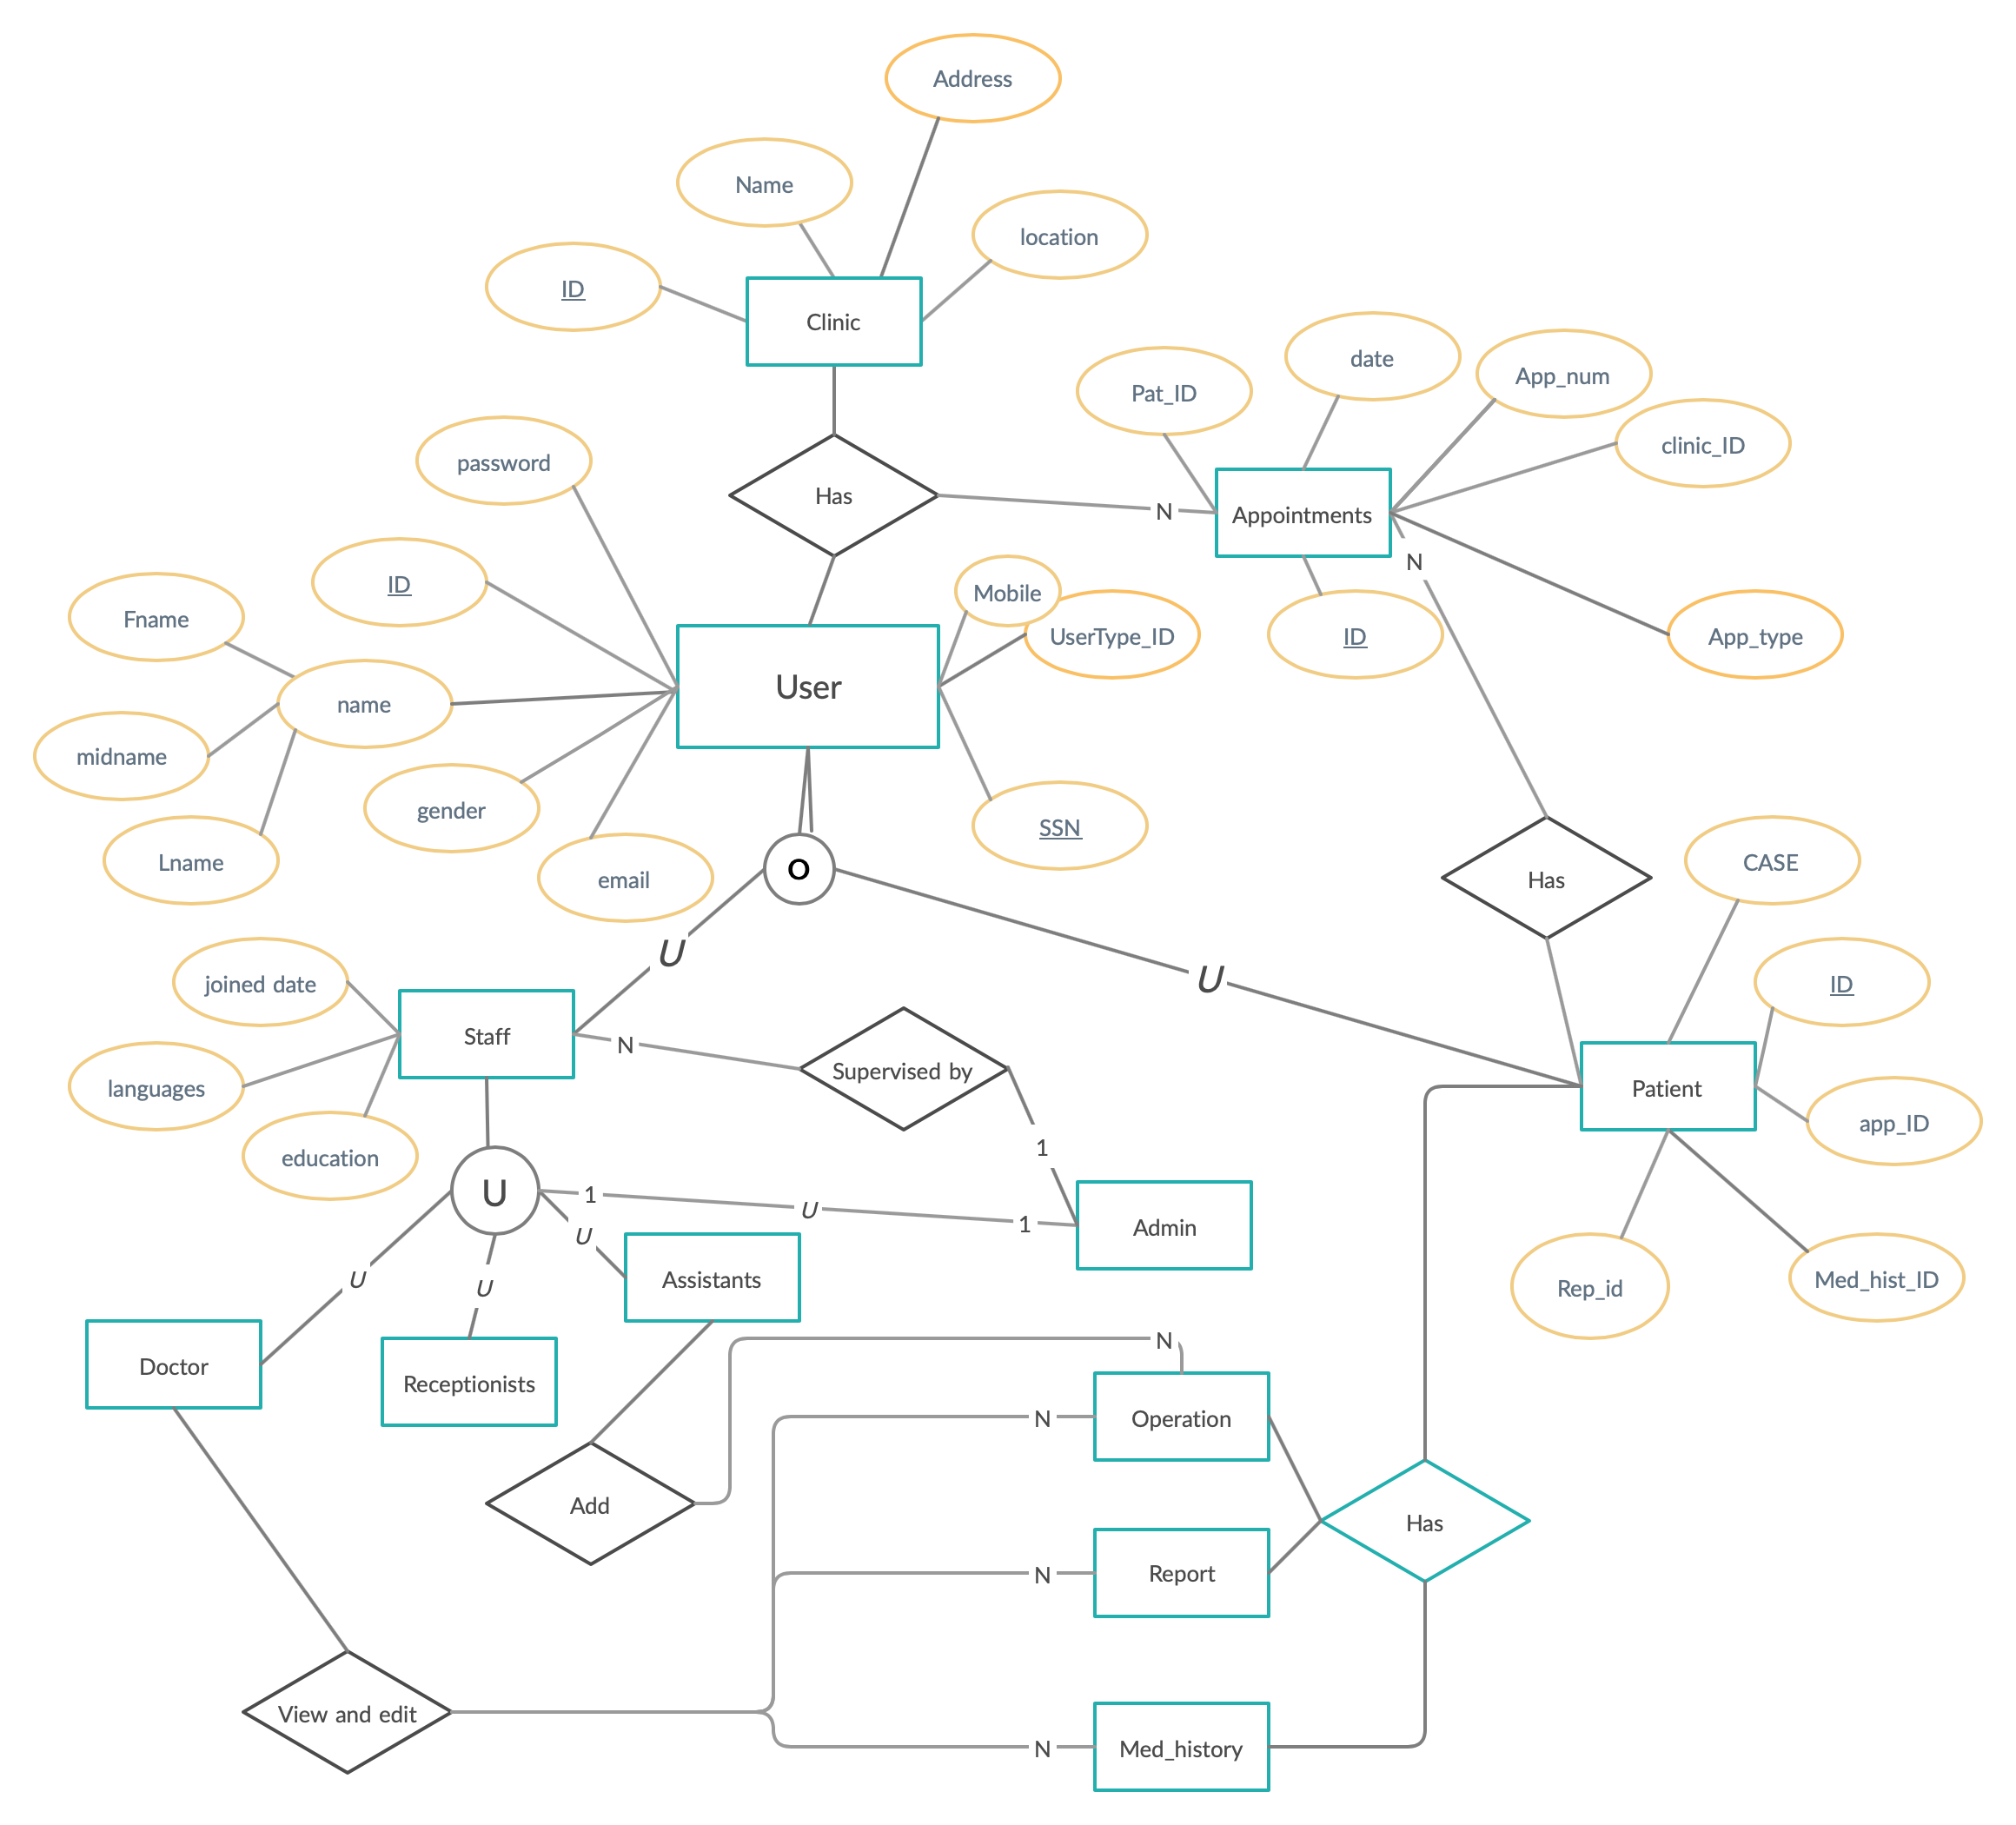 Address
Name
location
ID
Clinic
date
App_num
Pat_ID
clinic_ID
password
Has
N
Appointments
N
ID
Mobile
Fname
UserType_ID
ID
App_type
User
name
midname
gender
SSN
Lname
email
O
Has
CASE
U
U
joined date
ID
Staff
N
Supervised by
languages
Patient
app_ID
education
1
U
1
U
1
Admin
U
Assistants
U
U
Rep_id
Med_hist_ID
Doctor
Receptionists
N
N
Operation
Add
Has
N
Report
View and edit
N
Med_history